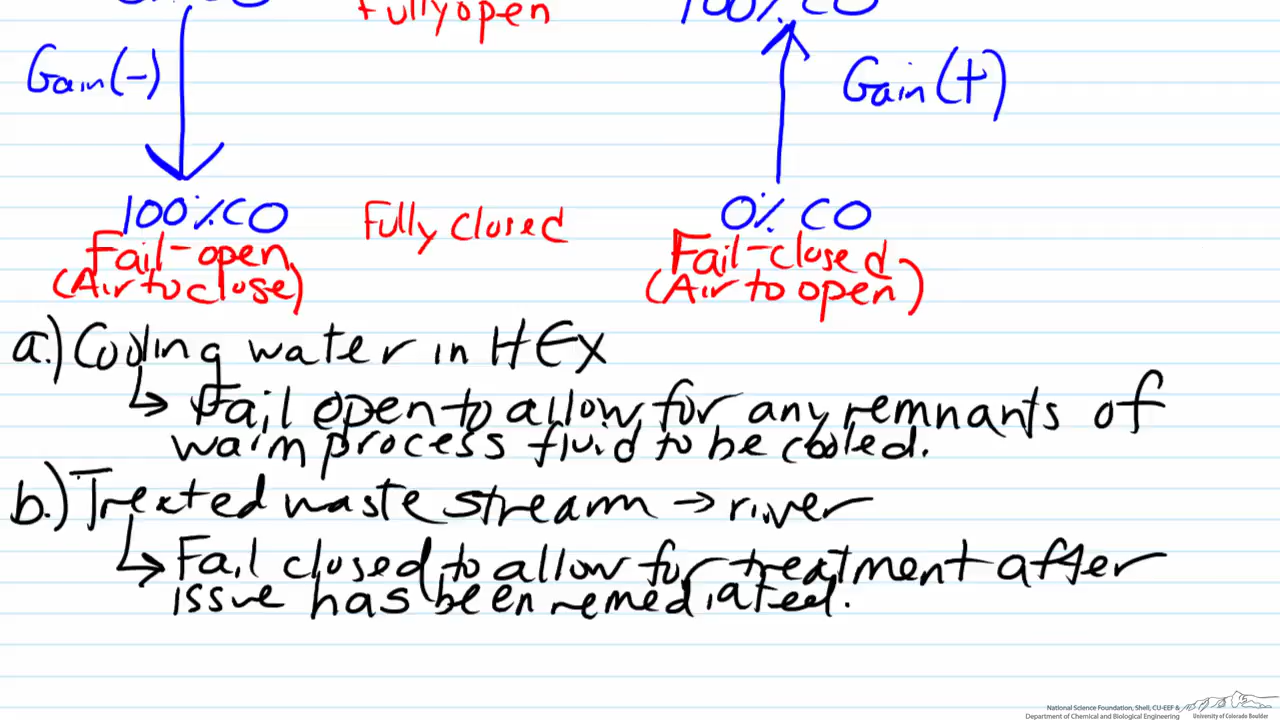 Fully open
100% CO
Gain (-)
Gain (+)
100% CO
Fully closed
0% CO
Fail-open
(Air to close)
Fail-closed
(Air to open)
a.) Cooling water in HEx
↳ Fail open to allow for any remnants of
warm process fluid to be cooled.
b.) Treated waste stream → river
↳ Fail closed to allow for treatment after
issue has been remediated.
National Science Foundation, Shell, CU-EEF &
Department of Chemical and Biological Engineering
University of Colorado Boulder